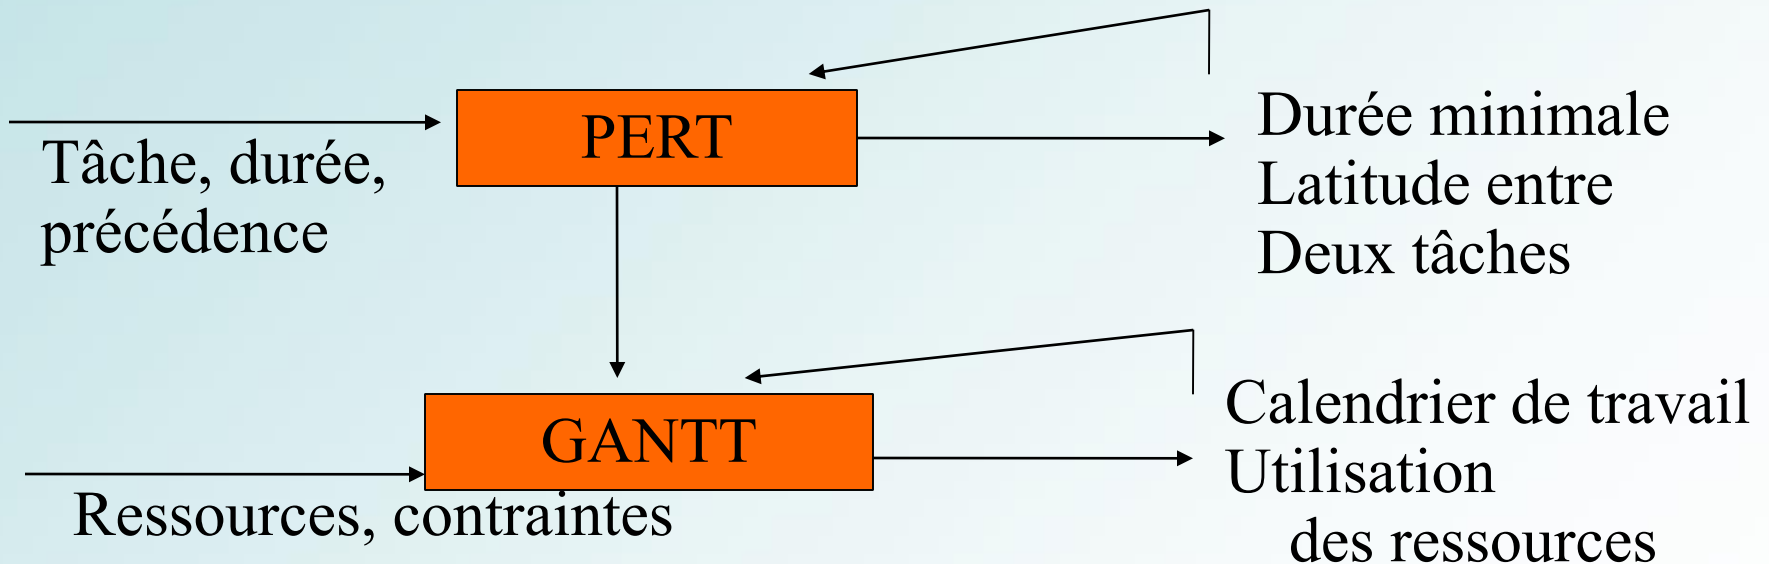 PERT
Tâche, durée,
précédence
Durée minimale
Latitude entre
Deux tâches
GANTT
Ressources, contraintes
Calendrier de travail
Utilisation
des ressources